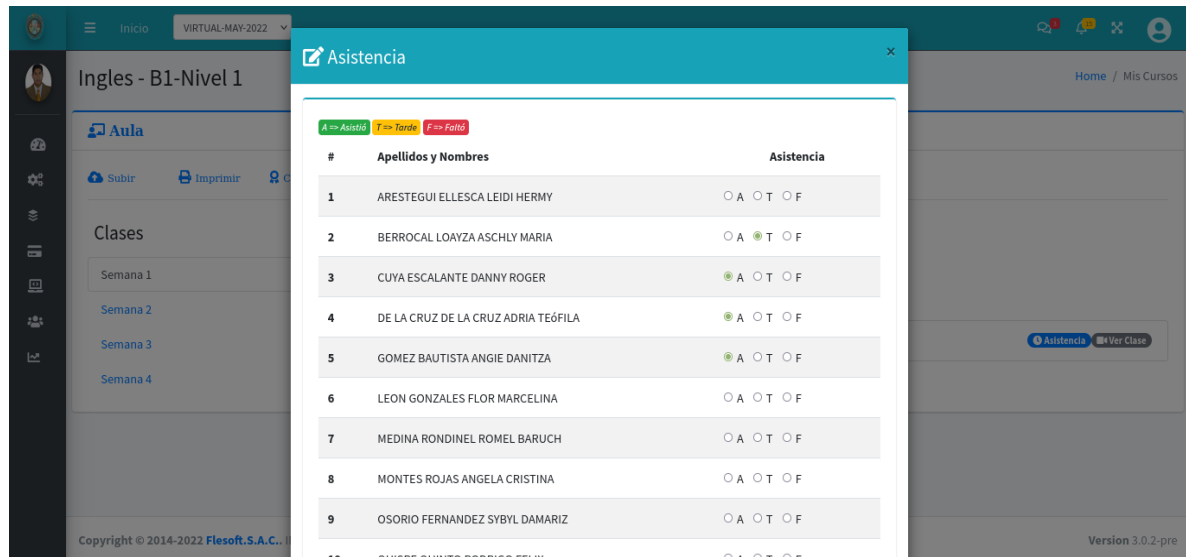 Inicio VIRTUAL-MAY-2022
Ingles - B1-Nivel 1
Home / Mis Cursos
Aula
Subir Imprimir
Clases
Semana 1
Semana 2
Semana 3
Semana 4
Asistencia Ver Clase
Asistencia ×
A => Asistió T => Tarde F => Faltó
# Apellidos y Nombres Asistencia
1 ARESTEGUI ELLESCA LEIDI HERMY A T F
2 BERROCAL LOAYZA ASCHLY MARIA A T F
3 CUYA ESCALANTE DANNY ROGER A T F
4 DE LA CRUZ DE LA CRUZ ADRIA TEóFILA A T F
5 GOMEZ BAUTISTA ANGIE DANITZA A T F
6 LEON GONZALES FLOR MARCELINA A T F
7 MEDINA RONDINEL ROMEL BARUCH A T F
8 MONTES ROJAS ANGELA CRISTINA A T F
9 OSORIO FERNANDEZ SYBYL DAMARIZ A T F
Copyright © 2014-2022 Flesoft.S.A.C..
Version 3.0.2-pre